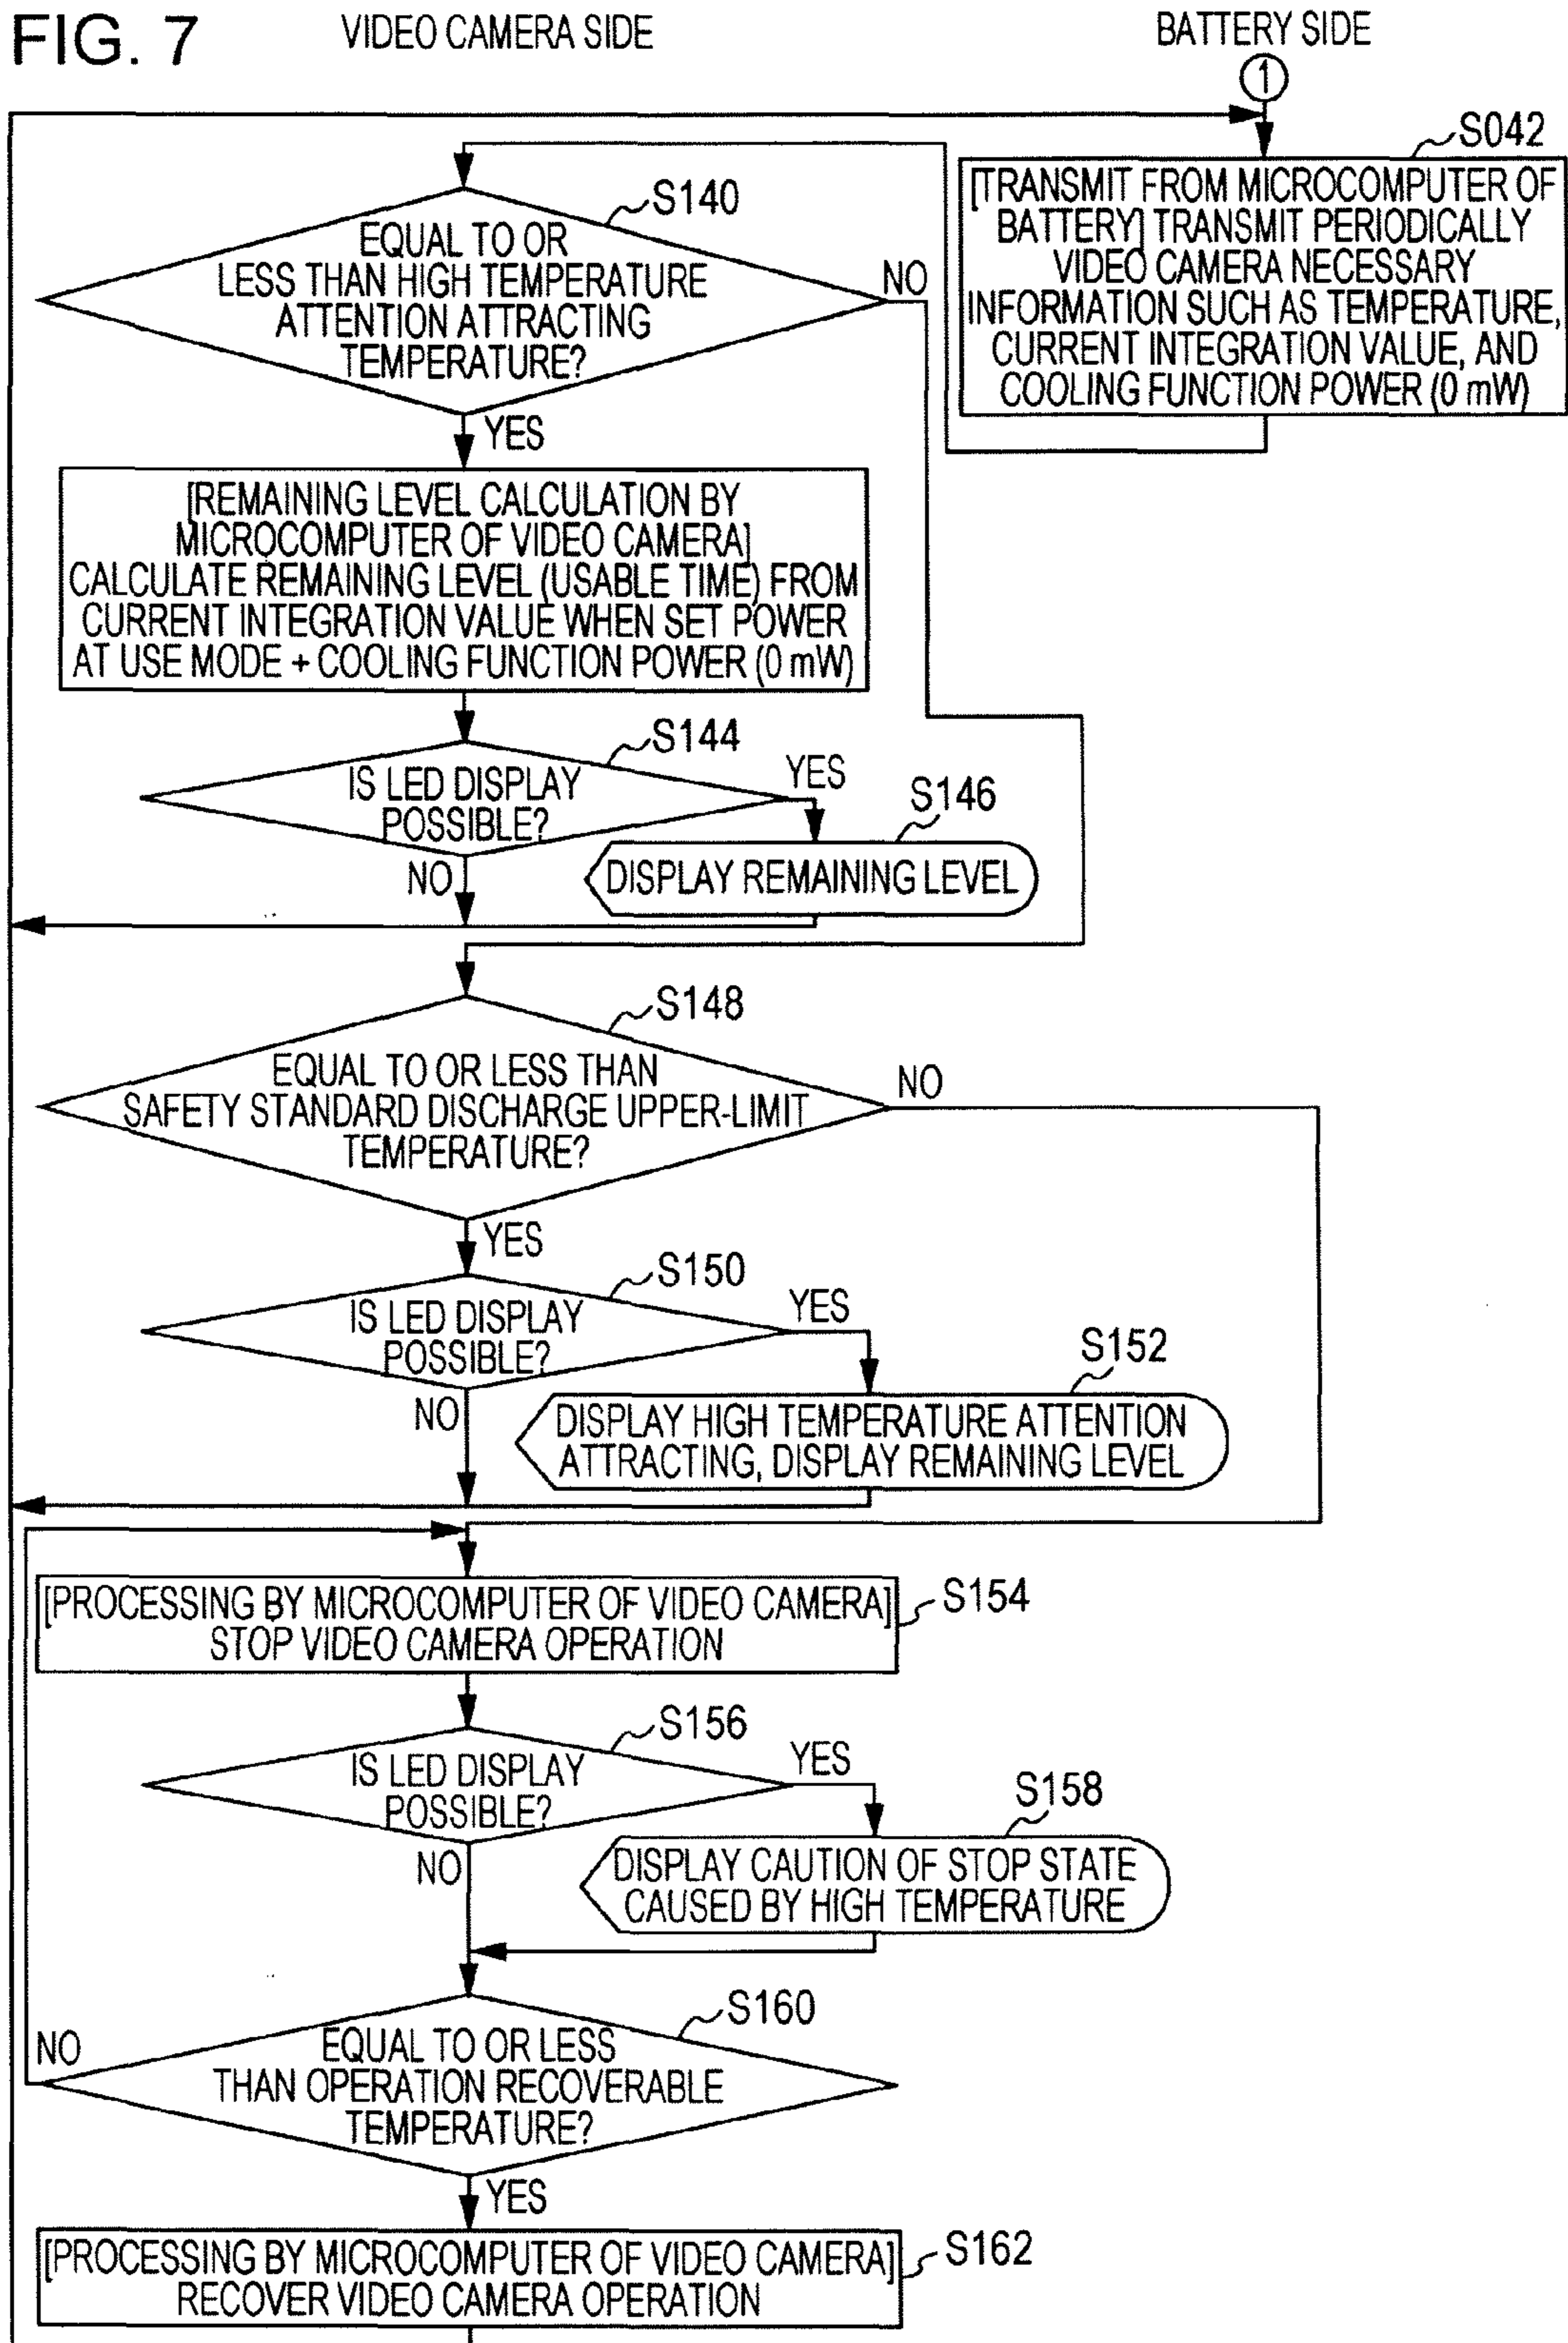 FIG. 7
VIDEO CAMERA SIDE
BATTERY SIDE
1
S042
[TRANSMIT FROM MICROCOMPUTER OF
BATTERY] TRANSMIT PERIODICALLY
VIDEO CAMERA NECESSARY
INFORMATION SUCH AS TEMPERATURE,
CURRENT INTEGRATION VALUE, AND
COOLING FUNCTION POWER (0 mW)
S140
EQUAL TO OR
LESS THAN HIGH TEMPERATURE
ATTENTION ATTRACTING
TEMPERATURE?
NO
YES
[REMAINING LEVEL CALCULATION BY
MICROCOMPUTER OF VIDEO CAMERA]
CALCULATE REMAINING LEVEL (USABLE TIME) FROM
CURRENT INTEGRATION VALUE WHEN SET POWER
AT USE MODE + COOLING FUNCTION POWER (0 mW)
S144
IS LED DISPLAY
POSSIBLE?
YES
NO
S146
DISPLAY REMAINING LEVEL
S148
EQUAL TO OR LESS THAN
SAFETY STANDARD DISCHARGE UPPER-LIMIT
TEMPERATURE?
NO
YES
S150
IS LED DISPLAY
POSSIBLE?
YES
NO
S152
DISPLAY HIGH TEMPERATURE ATTENTION
ATTRACTING, DISPLAY REMAINING LEVEL
[PROCESSING BY MICROCOMPUTER OF VIDEO CAMERA]
STOP VIDEO CAMERA OPERATION
S154
S156
IS LED DISPLAY
POSSIBLE?
YES
NO
S158
DISPLAY CAUTION OF STOP STATE
CAUSED BY HIGH TEMPERATURE
S160
EQUAL TO OR LESS
THAN OPERATION RECOVERABLE
TEMPERATURE?
NO
YES
[PROCESSING BY MICROCOMPUTER OF VIDEO CAMERA]
RECOVER VIDEO CAMERA OPERATION
S162